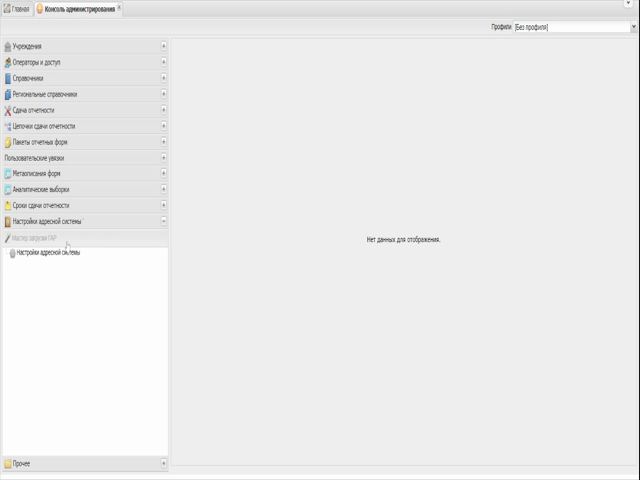 Главная
Консоль администрирования
Профили [Без профиля]
Учреждения
Операторы и доступ
Справочники
Региональные справочники
Сдача отчетности
Цепочки сдачи отчетности
Пакеты отчетных форм
Пользовательские увязки
Метаописания форм
Аналитические выборки
Сроки сдачи отчетности
Настройки адресной системы
Мастер загрузки ГАР
Настройки адресной системы
Нет данных для отображения.
Прочее